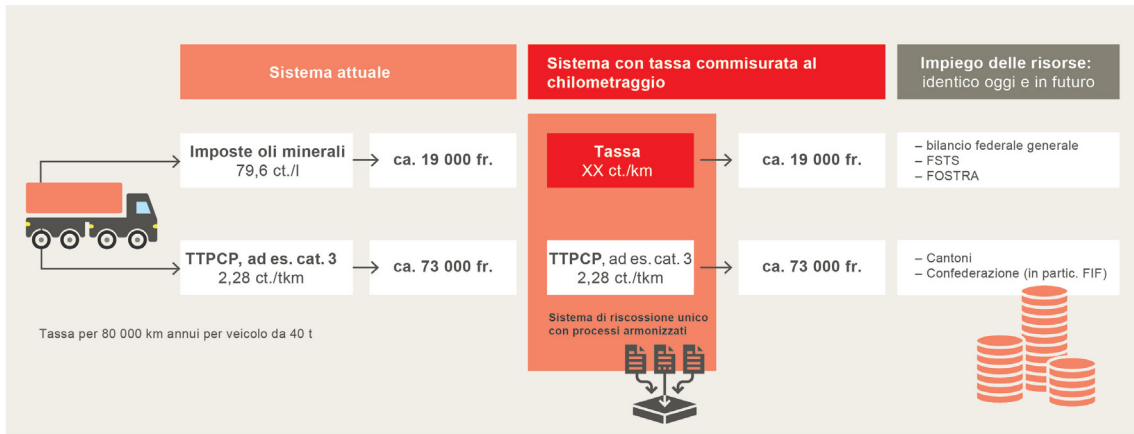 Sistema attuale
Sistema con tassa commisurata al
chilometraggio
Impiego delle risorse:
identico oggi e in futuro
Imposte oli minerali
79,6 ct./l
ca. 19 000 fr.
Tassa
XX ct./km
ca. 19 000 fr.
– bilancio federale generale
– FSTS
– FOSTRA
TTPCP, ad es. cat. 3
2,28 ct./tkm
ca. 73 000 fr.
TTPCP, ad es. cat. 3
2,28 ct./tkm
ca. 73 000 fr.
– Cantoni
– Confederazione (in partic. FIF)
Sistema di riscossione unico
con processi armonizzati
Tassa per 80 000 km annui per veicolo da 40 t